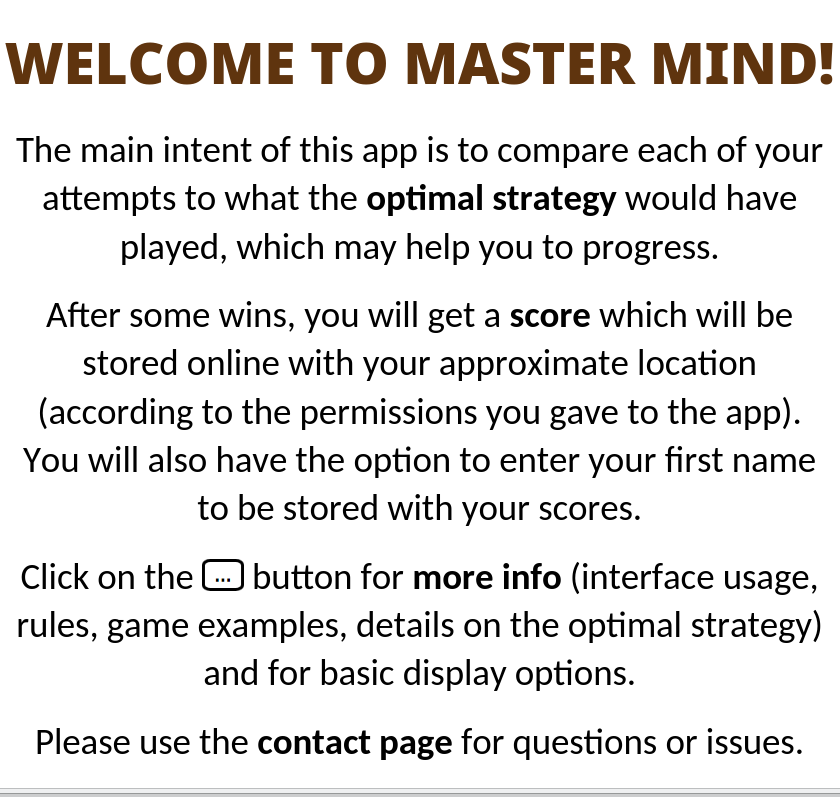 WELCOME TO MASTER MIND!
The main intent of this app is to compare each of your
attempts to what the optimal strategy would have
played, which may help you to progress.
After some wins, you will get a score which will be
stored online with your approximate location
(according to the permissions you gave to the app).
You will also have the option to enter your first name
to be stored with your scores.
Click on the ... button for more info (interface usage,
rules, game examples, details on the optimal strategy)
and for basic display options.
Please use the contact page for questions or issues.